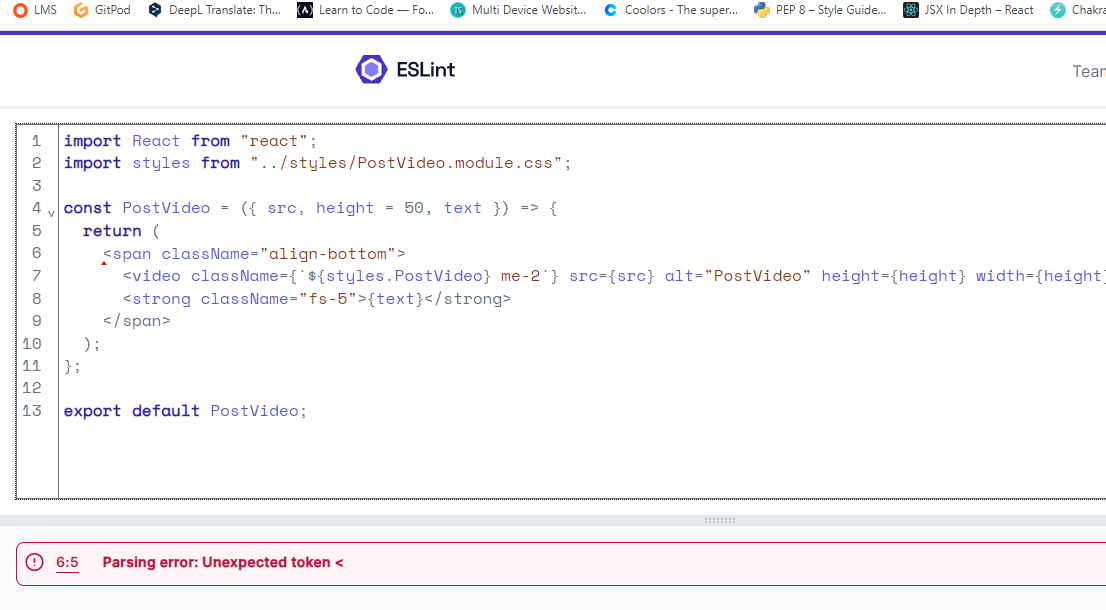 LMS GitPod DeepL Translate: Th... Learn to Code — Fo... TS Multi Device Websit... Coolors - The super... PEP 8 – Style Guide... JSX In Depth – React Chakra
ESLint
Team
1 import React from "react";
2 import styles from "../styles/PostVideo.module.css";
3
4 const PostVideo = ({ src, height = 50, text }) => {
5 return (
6 <span className="align-bottom">
7 <video className={`${styles.PostVideo} me-2`} src={src} alt="PostVideo" height={height} width={height}
8 <strong className="fs-5">{text}</strong>
9 </span>
10 );
11 };
12
13 export default PostVideo;
6:5 Parsing error: Unexpected token <